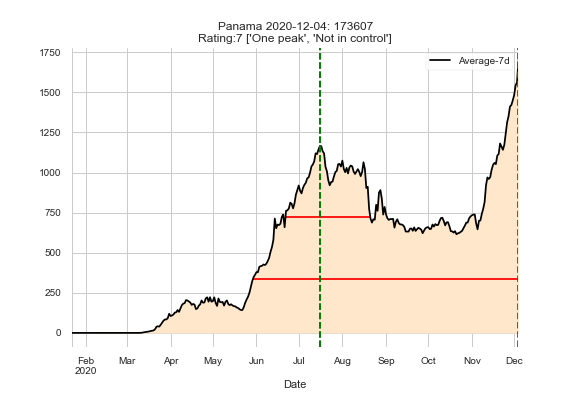 Panama 2020-12-04: 173607
Rating:7 ['One peak', 'Not in control']
1750
1500
1250
1000
750
500
250
0
Average-7d
Feb Mar Apr May Jun Jul Aug Sep Oct Nov Dec
2020
Date